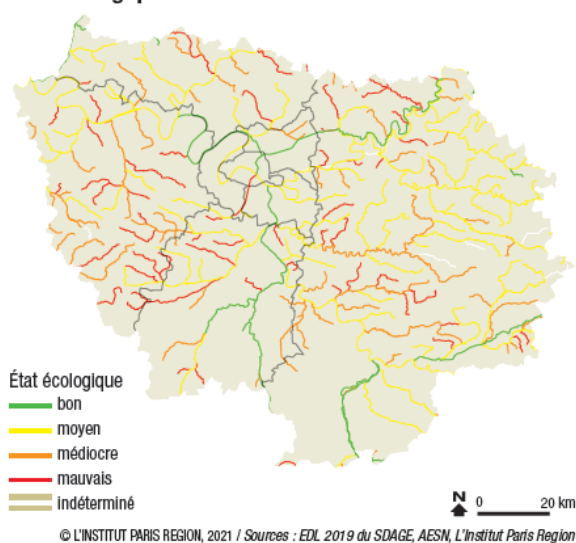 État écologique
bon
moyen
médiocre
mauvais
indéterminé
N 0 20 km
© L'INSTITUT PARIS REGION, 2021 / Sources : EDL 2019 du SDAGE, AESN, L'Institut Paris Region